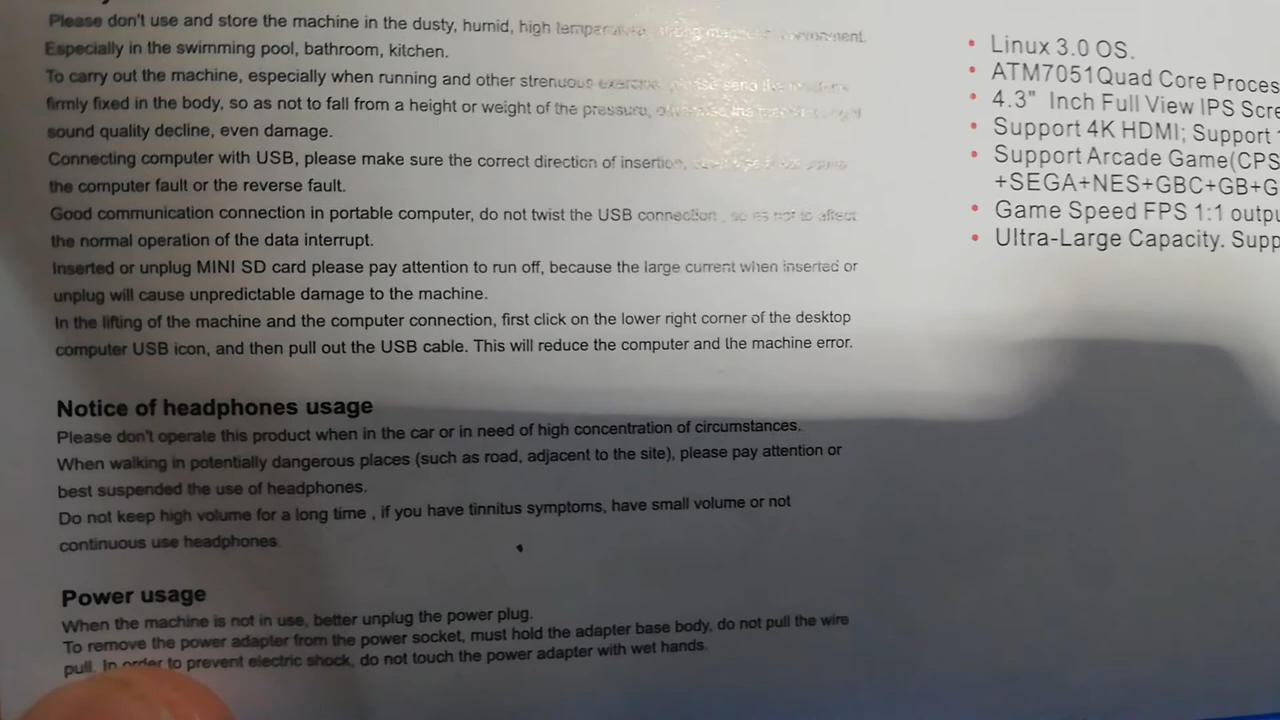 Please don't use and store the machine in the dusty, humid, high
Especially in the swimming pool, bathroom, kitchen.
To carry out the machine, especially when running and other strenuous
firmly fixed in the body, so as not to fall from a height or weight of the pressure,
sound quality decline, even damage.
Connecting computer with USB, please make sure the correct direction of insertion,
the computer fault or the reverse fault.
Good communication connection in portable computer, do not twist the USB connection , so as not to affect
the normal operation of the data interrupt.
Inserted or unplug MINI SD card please pay attention to run off, because the large current when inserted or
unplug will cause unpredictable damage to the machine.
In the lifting of the machine and the computer connection, first click on the lower right corner of the desktop
computer USB icon, and then pull out the USB cable. This will reduce the computer and the machine error.
Notice of headphones usage
Please don't operate this product when in the car or in need of high concentration of circumstances.
When walking in potentially dangerous places (such as road, adjacent to the site), please pay attention or
best suspended the use of headphones.
Do not keep high volume for a long time , if you have tinnitus symptoms, have small volume or not
continuous use headphones.
Power usage
When the machine is not in use, better unplug the power plug.
To remove the power adapter from the power socket, must hold the adapter base body, do not pull the wire
pull. In order to prevent electric shock, do not touch the power adapter with wet hands.
• Linux 3.0 OS.
• ATM7051Quad Core Proces
• 4.3" Inch Full View IPS Scre
• Support 4K HDMI; Support
• Support Arcade Game(CPS
+SEGA+NES+GBC+GB+G
• Game Speed FPS 1:1 outpu
• Ultra-Large Capacity. Supp